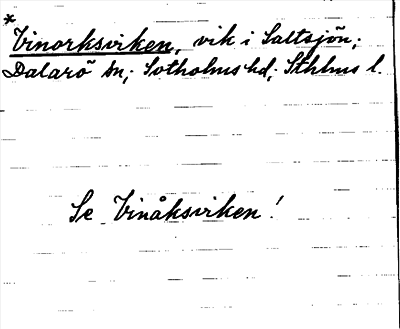 *
Vinorksviken, vik i Saltsjön;
Dalarö sn; Sotholms hd; Sthlms l.
Se Vinåksviken!